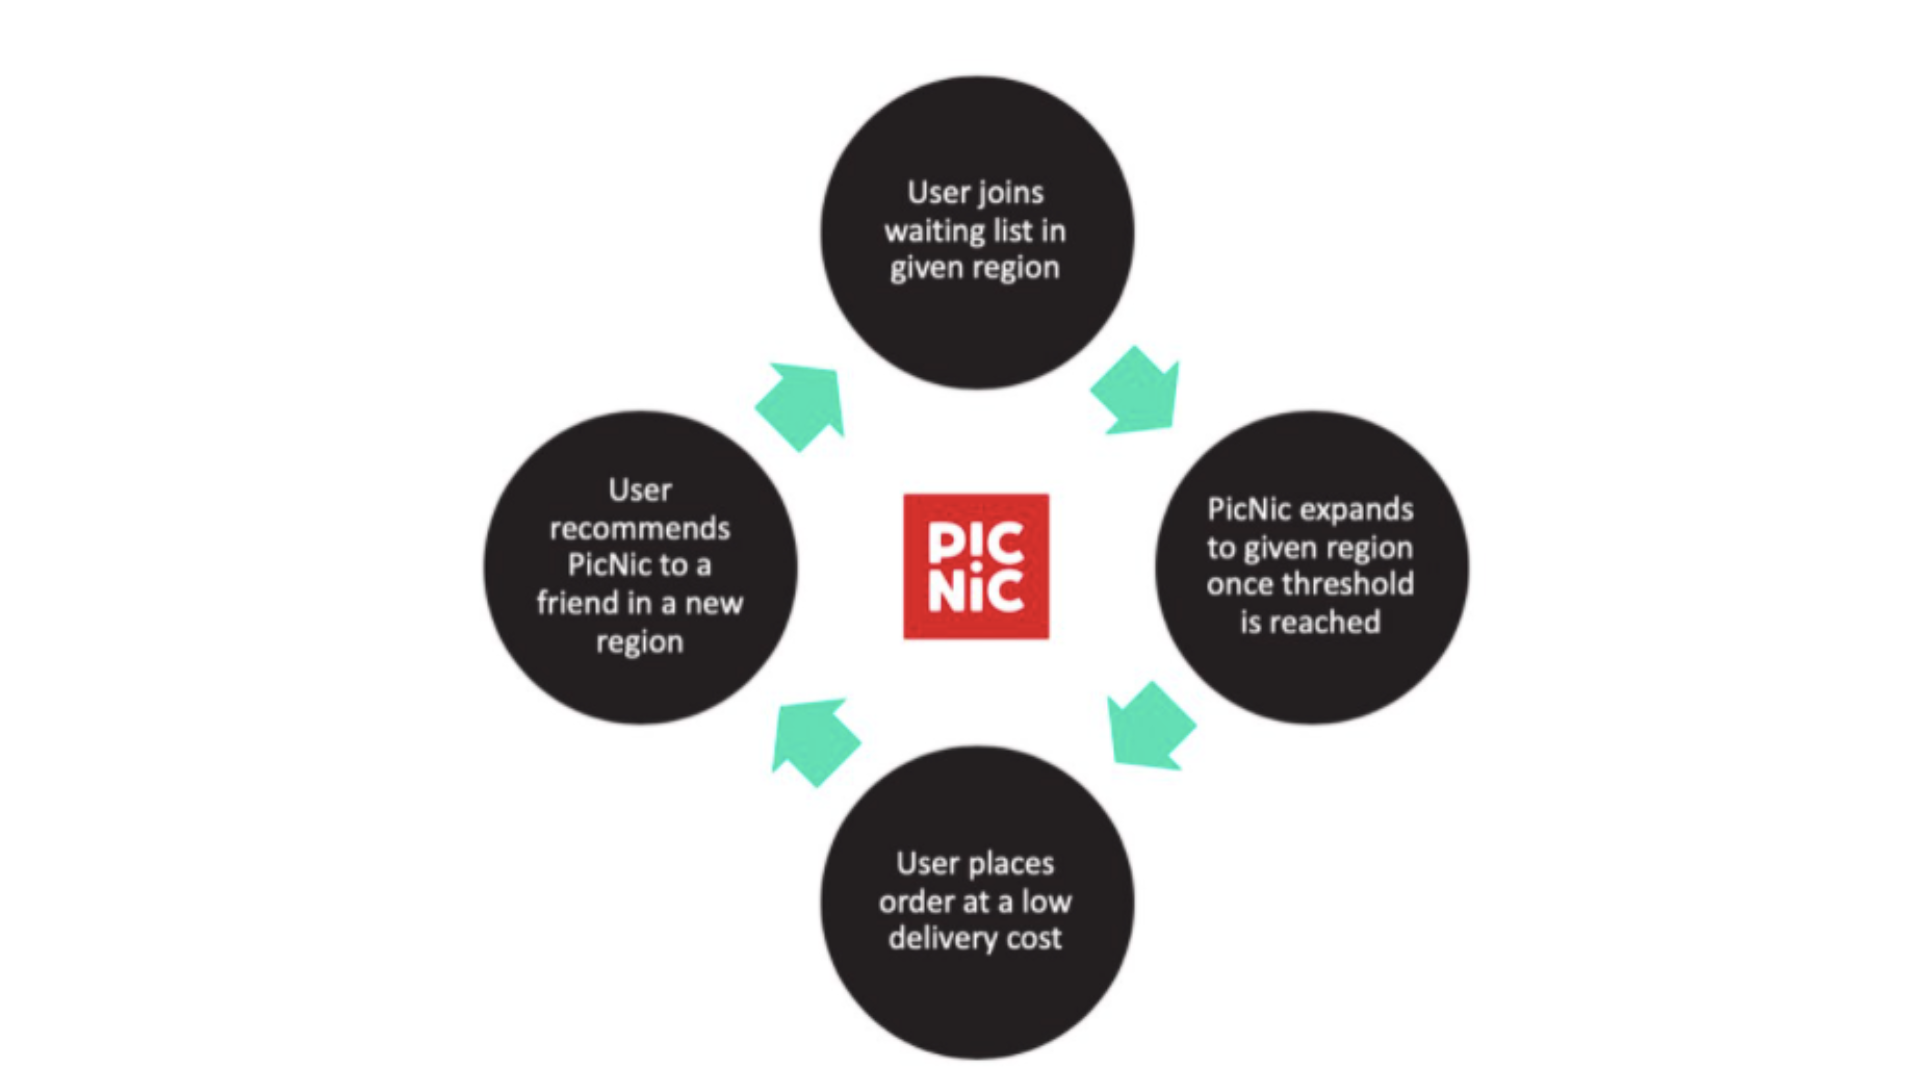 User joins
waiting list in
given region
PicNic expands
to given region
once threshold
is reached
User places
order at a low
delivery cost
User
recommends
PicNic to a
friend in a new
region
PIC
NiC